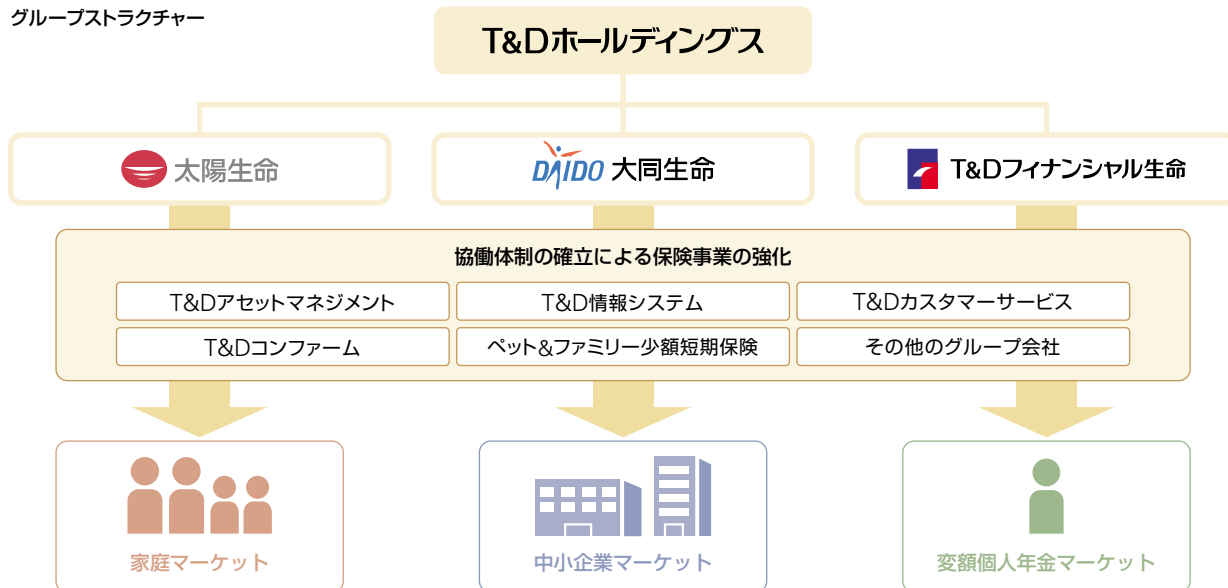 グループストラクチャー
T&Dホールディングス
太陽生命
DAIDO 大同生命
T&Dフィナンシャル生命
協働体制の確立による保険事業の強化
T&Dアセットマネジメント
T&D情報システム
T&Dカスタマーサービス
T&Dコンファーム
ペット&ファミリー少額短期保険
その他のグループ会社
家庭マーケット
中小企業マーケット
変額個人年金マーケット